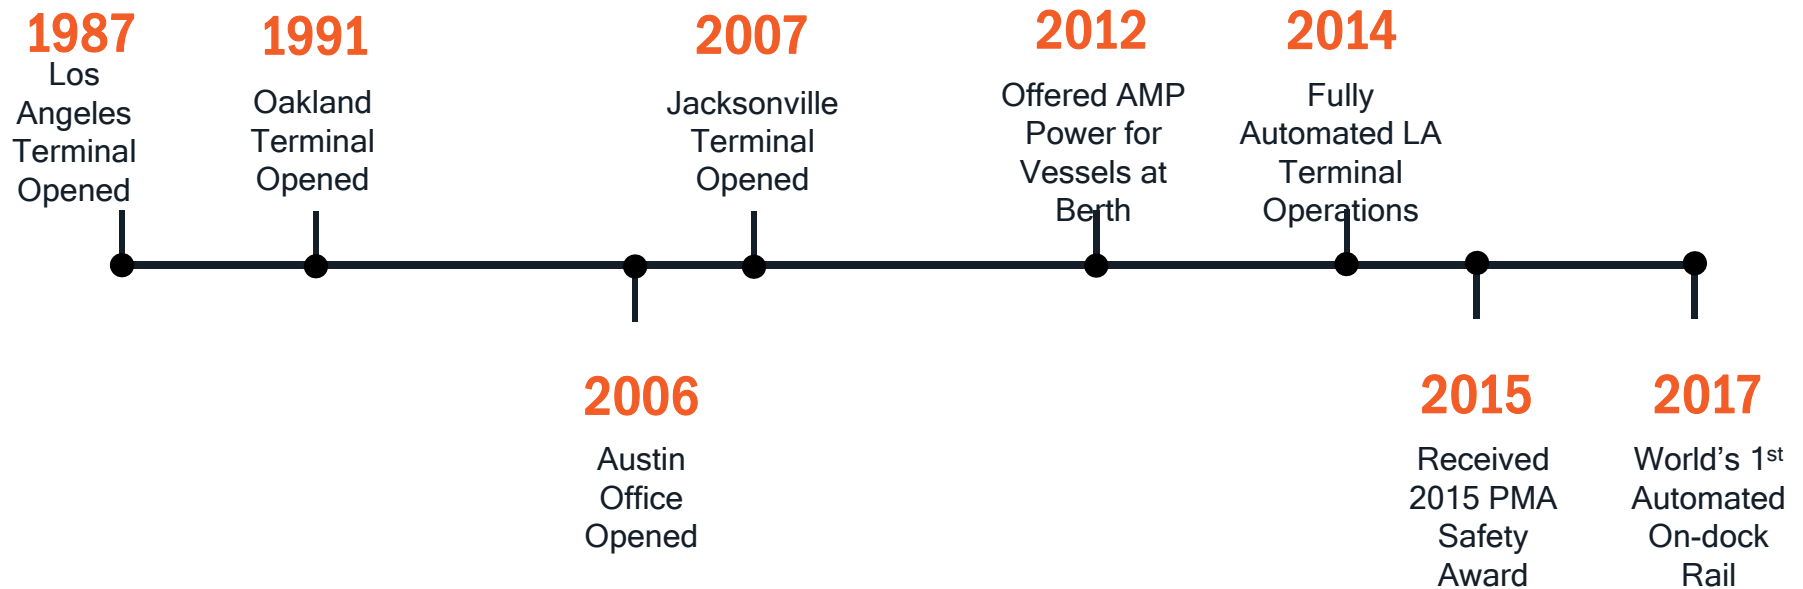 1987
Los
Angeles
Terminal
Opened
1991
Oakland
Terminal
Opened
2006
Austin
Office
Opened
2007
Jacksonville
Terminal
Opened
2012
Offered AMP
Power for
Vessels at
Berth
2014
Fully
Automated LA
Terminal
Operations
2015
Received
2015 PMA
Safety
Award
2017
World’s 1st
Automated
On-dock
Rail